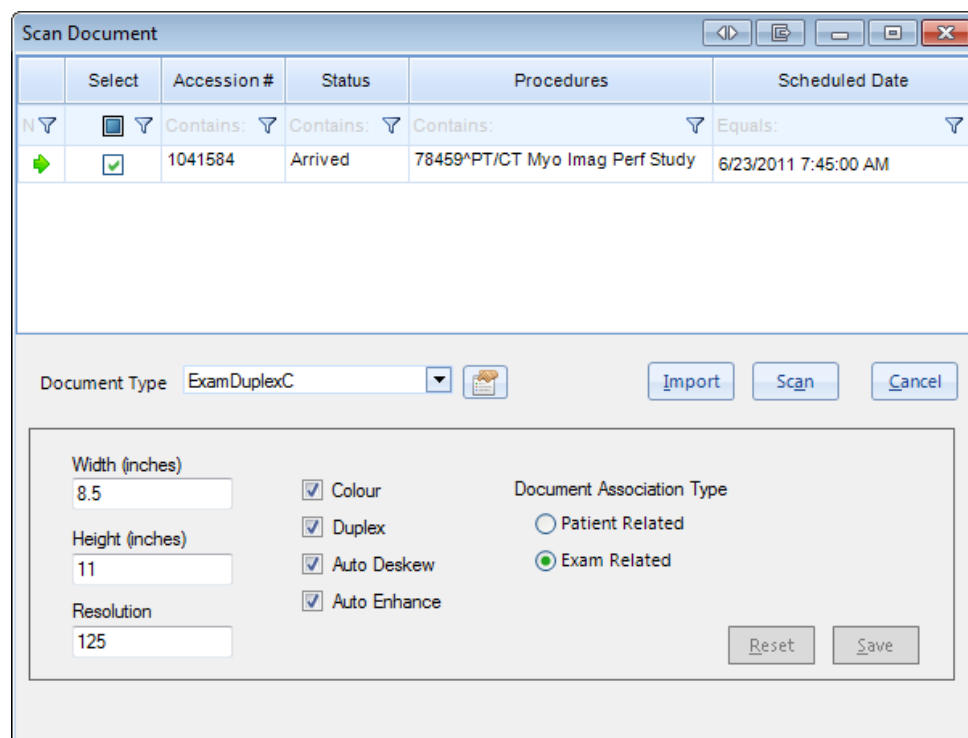 Scan Document
Select Accession # Status Procedures Scheduled Date
N Contains: Contains: Contains: Equals:
1041584 Arrived 78459^PT/CT Myo Imag Perf Study 6/23/2011 7:45:00 AM
Document Type ExamDuplexC Import Scan Cancel
Width (inches)
8.5 Colour Document Association Type
Duplex Patient Related
Height (inches)
11 Auto Deskew Exam Related
Resolution Auto Enhance
125 Reset Save